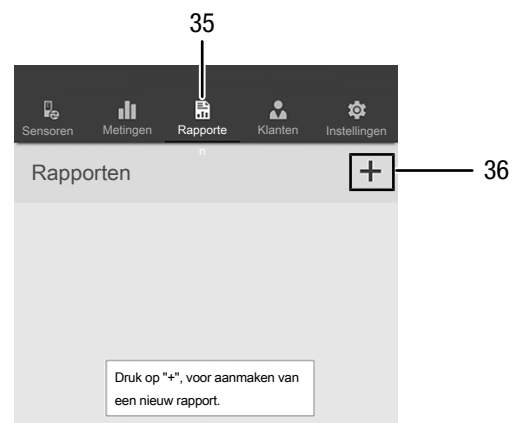 35
Sensoren Metingen Rapporte Klanten Instellingen
n
Rapporten + 36
Druk op "+", voor aanmaken van
een nieuw rapport.